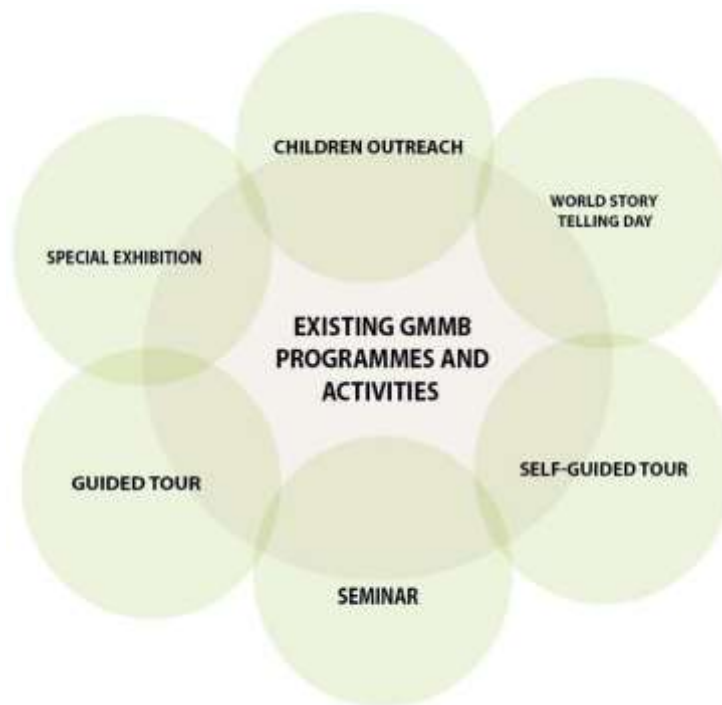 CHILDREN OUTREACH
WORLD STORY
TELLING DAY
SPECIAL EXHIBITION
EXISTING GMMB
PROGRAMMES AND
ACTIVITIES
GUIDED TOUR
SELF-GUIDED TOUR
SEMINAR